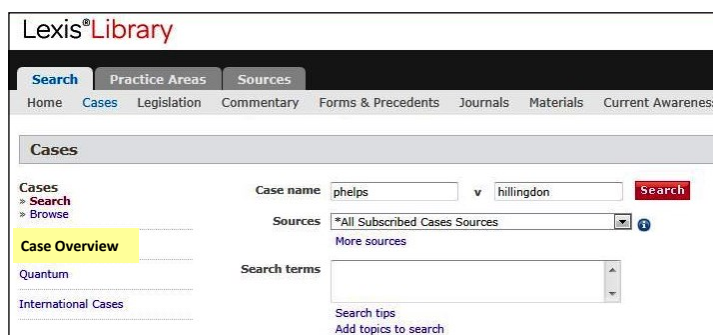 Lexis®Library
Search Practice Areas Sources
Home Cases Legislation Commentary Forms & Precedents Journals Materials Current Awarenes
Cases
Cases
» Search
» Browse
Case Overview
Quantum
International Cases
Case name phelps v hillingdon Search
Sources *All Subscribed Cases Sources
More sources
Search terms
Search tips
Add topics to search